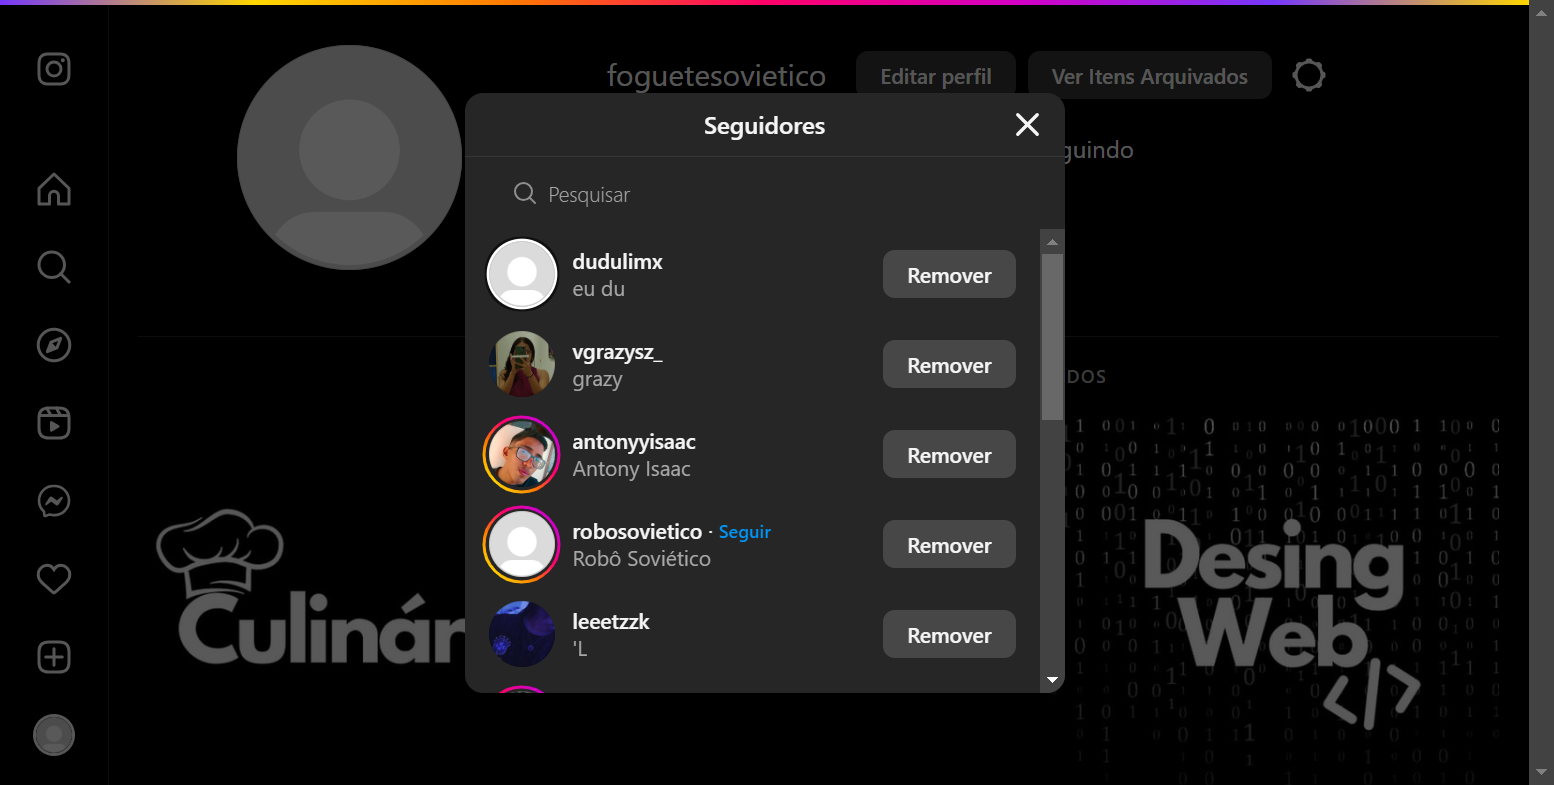 foguetesovietico
Editar perfil
Ver Itens Arquivados
Seguidores
guindo
Pesquisar
dudulimx
eu du
Remover
vgrazysz_
grazy
Remover
DOS
antonyyisaac
Antony Isaac
Remover
robosovietico · Seguir
Robô Soviético
Remover
leeetzzk
'L
Remover
Culinár
Desing
Web
</>